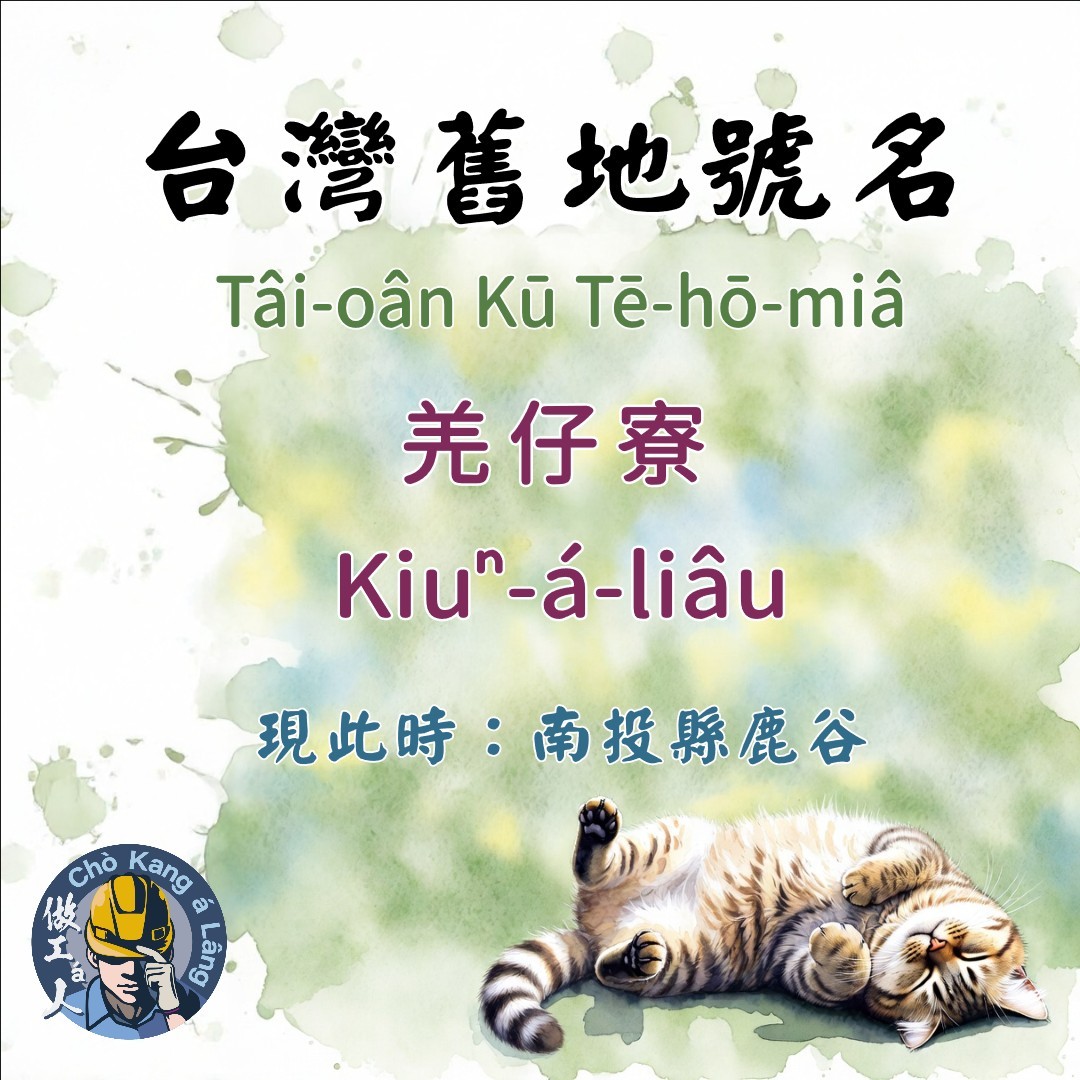 台灣舊地號名
Tâi-oân Kū Tē-hō-miâ
羌仔寮
Kiuⁿ-á-liâu
現此時：南投縣鹿谷
Chò Kang á Lâng
做工ê人